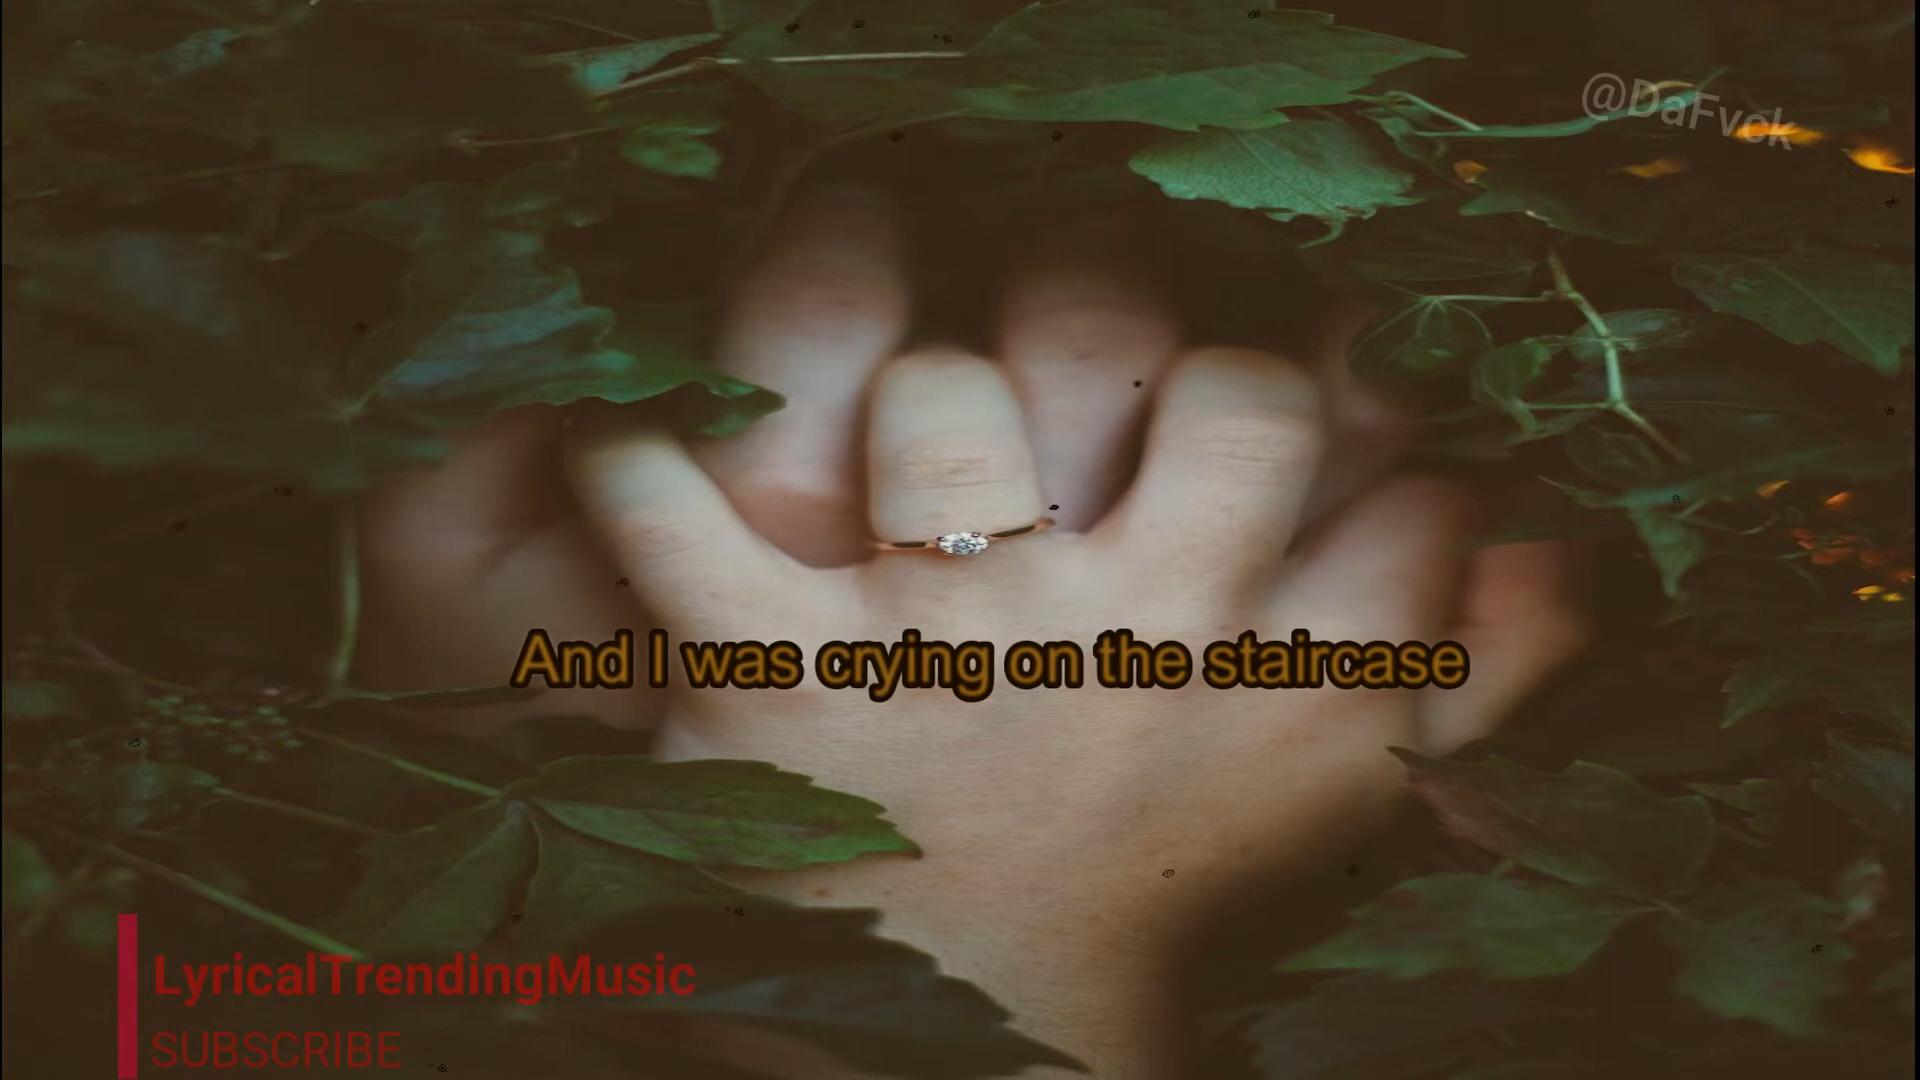 @DaFvck
And I was crying on the staircase
LyricalTrendingMusic
SUBSCRIBE